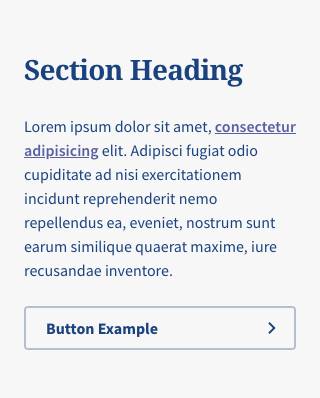 Section Heading
Lorem ipsum dolor sit amet, consectetur
adipisicing elit. Adipisci fugiat odio
cupiditate ad nisi exercitationem
incidunt reprehenderit nemo
repellendus ea, eveniet, nostrum sunt
earum similique quaerat maxime, iure
recusandae inventore.
Button Example